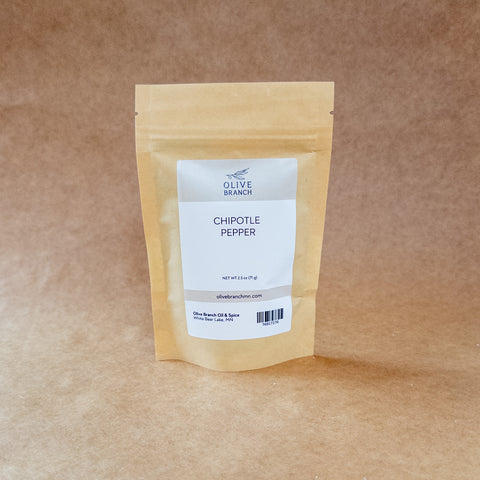 OLIVE
BRANCH
CHIPOTLE
PEPPER
NET WT 2.5 oz (71 g)
olivebranchmn.com
Olive Branch Oil & Spice
White Bear Lake, MN